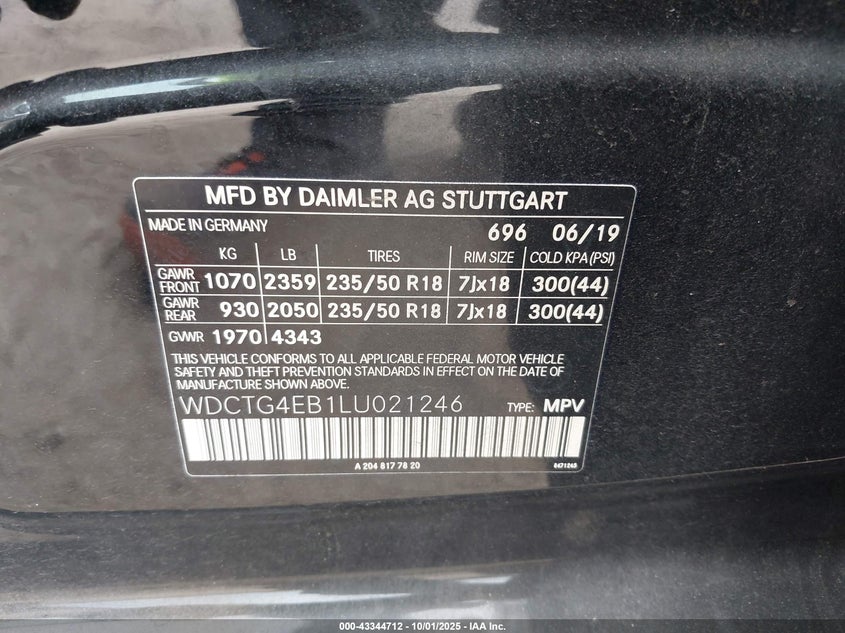 MFD BY DAIMLER AG STUTTGART
MADE IN GERMANY 696 06/19
KG LB TIRES RIM SIZE COLD KPA (PSI)
GAWR FRONT 1070 2359 235/50 R18 7Jx18 300(44)
GAWR REAR 930 2050 235/50 R18 7Jx18 300(44)
GVWR 1970 4343
THIS VEHICLE CONFORMS TO ALL APPLICABLE FEDERAL MOTOR VEHICLE
SAFETY AND THEFT PREVENTION STANDARDS IN EFFECT ON THE
DATE OF MANUFACTURE SHOWN ABOVE.
WDCTG4EB1LU021246 TYPE: MPV
A 204 817 78 20
000-43344712 - 10/01/2025 - IAA Inc.